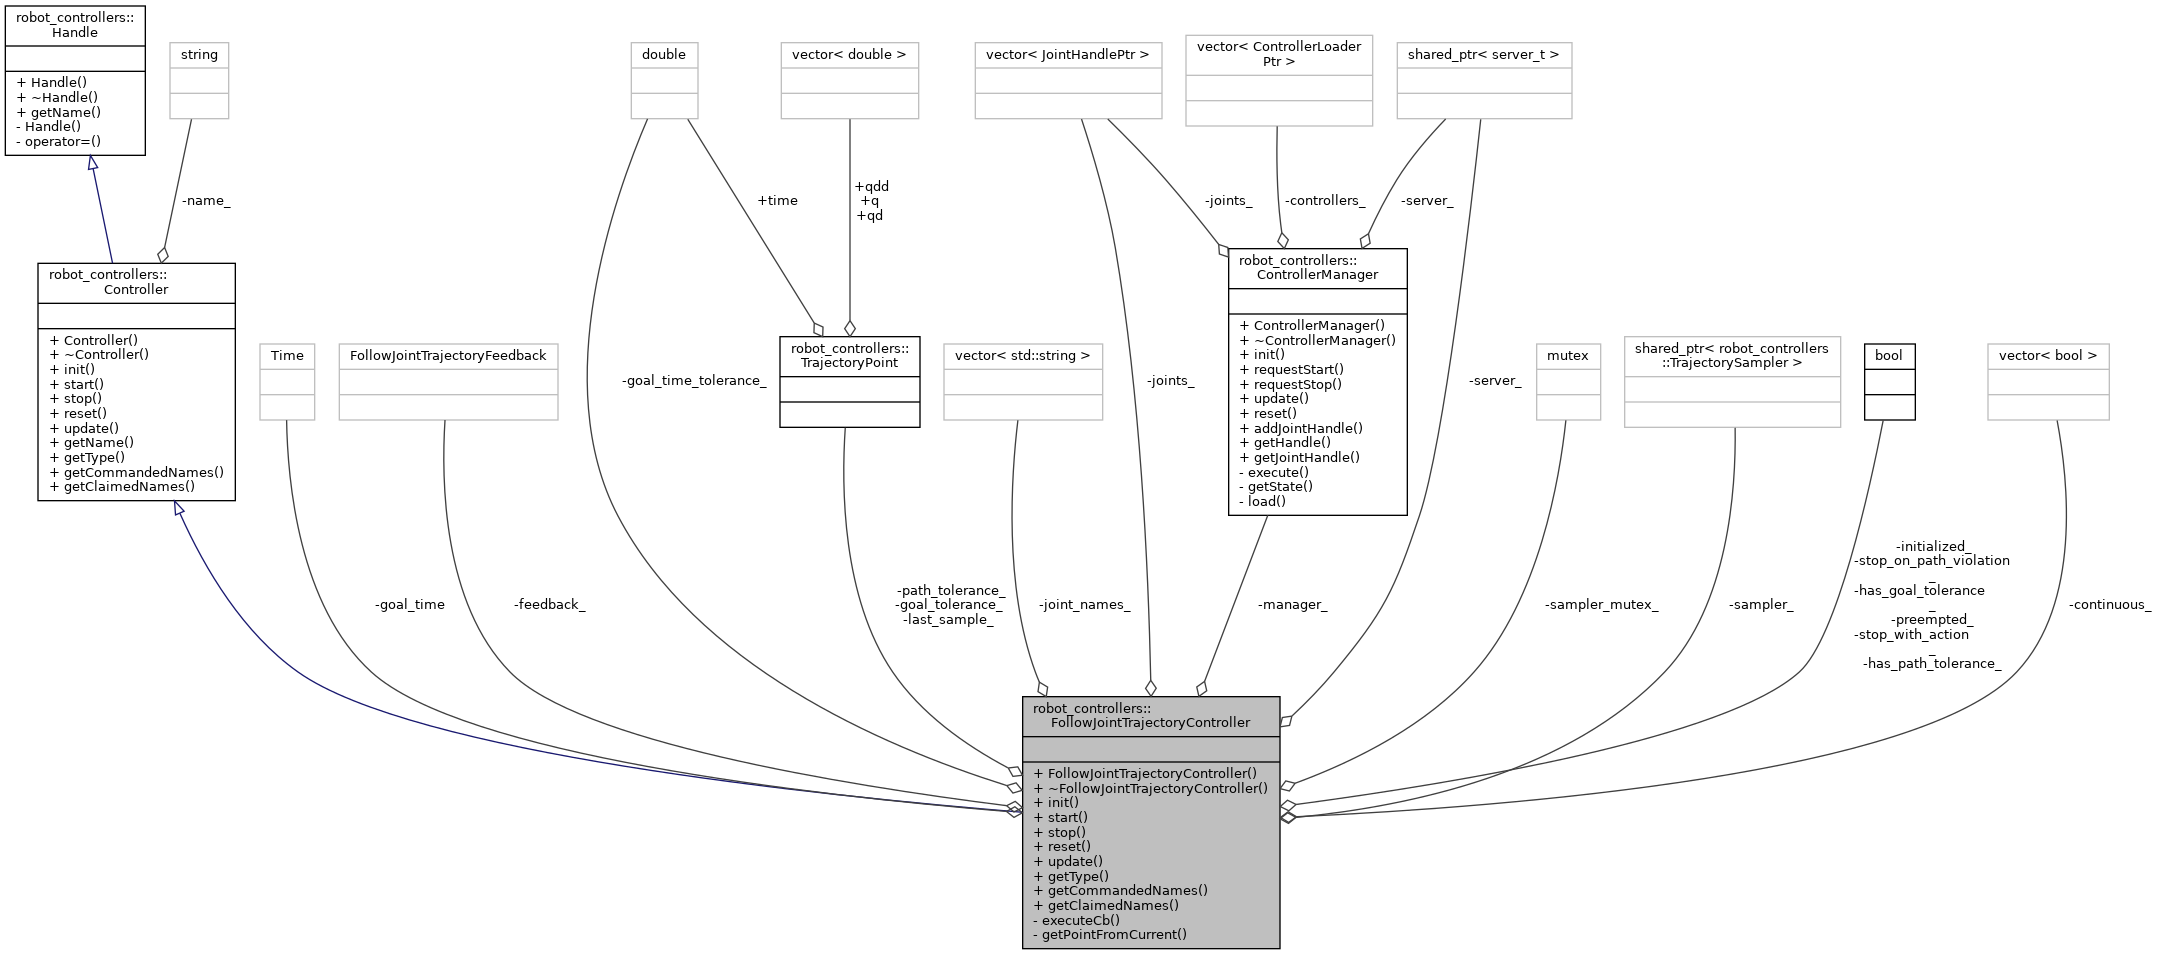 robot_controllers::
Handle
+ Handle()
+ ~Handle()
+ getName()
- Handle()
- operator=()
string
double
vector< double >
vector< JointHandlePtr >
vector< ControllerLoader
Ptr >
shared_ptr< server_t >
-name_
+time
+qdd
+q
+qd
-joints_
-controllers_
-server_
robot_controllers::
Controller
+ Controller()
+ ~Controller()
+ init()
+ start()
+ stop()
+ reset()
+ update()
+ getName()
+ getType()
+ getCommandedNames()
+ getClaimedNames()
Time
FollowJointTrajectoryFeedback
-goal_time_tolerance_
robot_controllers::
TrajectoryPoint
vector< std::string >
-joints_
robot_controllers::
ControllerManager
+ ControllerManager()
+ ~ControllerManager()
+ init()
+ requestStart()
+ requestStop()
+ update()
+ reset()
+ addJointHandle()
+ getHandle()
+ getJointHandle()
- execute()
- getState()
- load()
-server_
mutex
shared_ptr< robot_controllers
::TrajectorySampler >
bool
vector< bool >
-goal_time
-feedback_
-path_tolerance_
-goal_tolerance_
-last_sample_
-joint_names_
-manager_
-sampler_mutex_
-sampler_
-initialized_
-stop_on_path_violation
_
-has_goal_tolerance
_
-preempted_
-stop_with_action
_
-has_path_tolerance_
-continuous_
robot_controllers::
FollowJointTrajectoryController
+ FollowJointTrajectoryController()
+ ~FollowJointTrajectoryController()
+ init()
+ start()
+ stop()
+ reset()
+ update()
+ getType()
+ getCommandedNames()
+ getClaimedNames()
- executeCb()
- getPointFromCurrent()